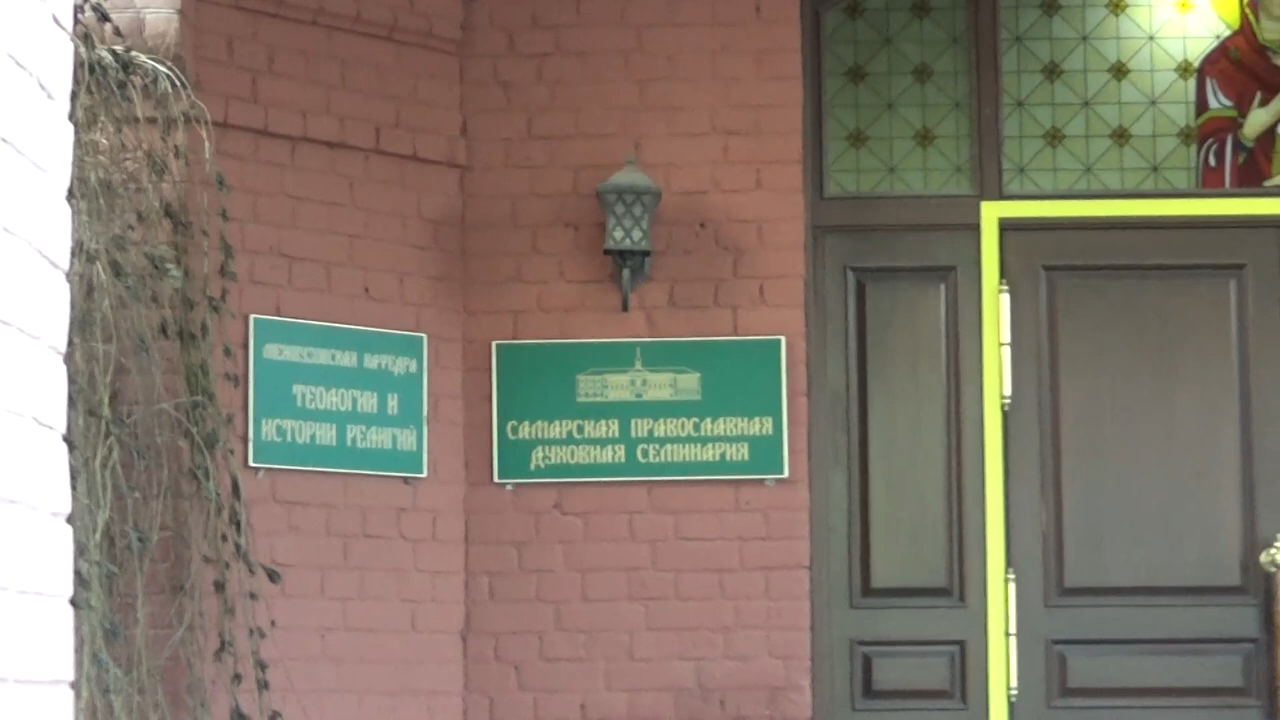 МЕЖВУЗОВСКАЯ КАФЕДРА
ТЕОЛОГИИ И
ИСТОРИИ РЕЛИГИЙ
САМАРСКАЯ ПРАВОСЛАВНАЯ
ДУХОВНАЯ СЕМИНАРИЯ